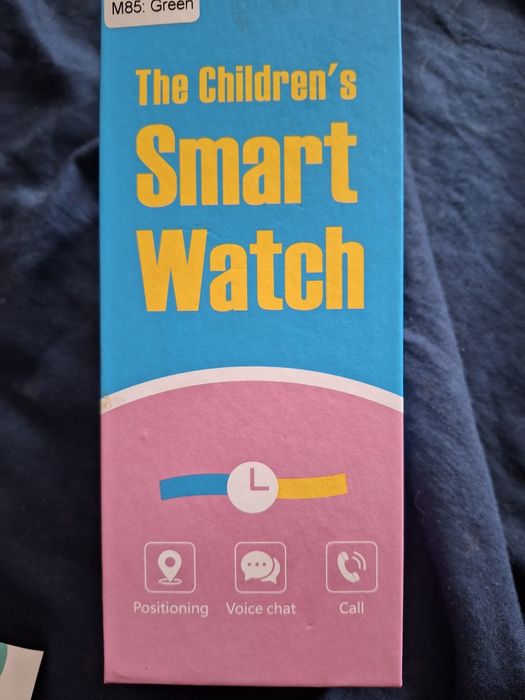 M85: Green
The Children's
Smart
Watch
Positioning Voice chat Call